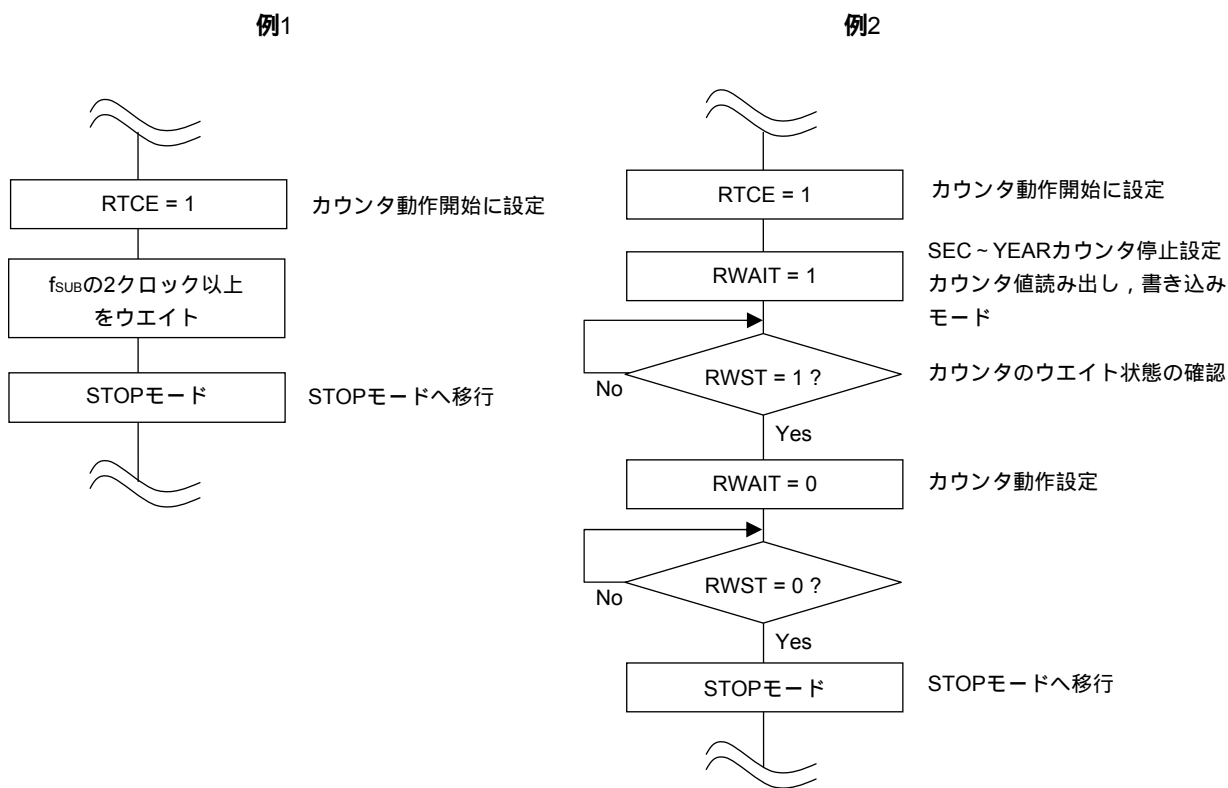 例1
RTCE = 1
カウンタ動作開始に設定
fSUBの2クロック以上
をウエイト
STOPモード
STOPモードへ移行
例2
RTCE = 1
カウンタ動作開始に設定
RWAIT = 1
SEC~YEARカウンタ停止設定
カウンタ値読み出し,書き込み
モード
RWST = 1 ?
カウンタのウエイト状態の確認
No
Yes
RWAIT = 0
カウンタ動作設定
RWST = 0 ?
No
Yes
STOPモード
STOPモードへ移行